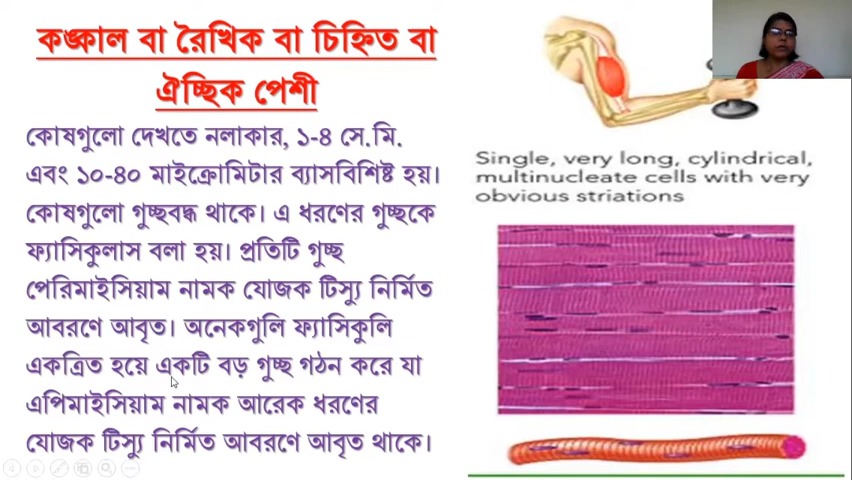 কঙ্কাল বা রৈখিক বা চিহ্নিত বা
ঐচ্ছিক পেশী
কোষগুলো দেখতে নলাকার, ১-৪ সে.মি.
এবং ১০-৪০ মাইক্রোমিটার ব্যাসবিশিষ্ট হয়।
কোষগুলো গুচ্ছবদ্ধ থাকে। এ ধরণের গুচ্ছকে
ফ্যাসিকুলাস বলা হয়। প্রতিটি গুচ্ছ
পেরিমাইসিয়াম নামক যোজক টিস্যু নির্মিত
আবরণে আবৃত। অনেকগুলি ফ্যাসিকুলি
একত্রিত হয়ে একটি বড় গুচ্ছ গঠন করে যা
এপিমাইসিয়াম নামক আরেক ধরণের
যোজক টিস্যু নির্মিত আবরণে আবৃত থাকে।
Single, very long, cylindrical,
multinucleate cells with very
obvious striations